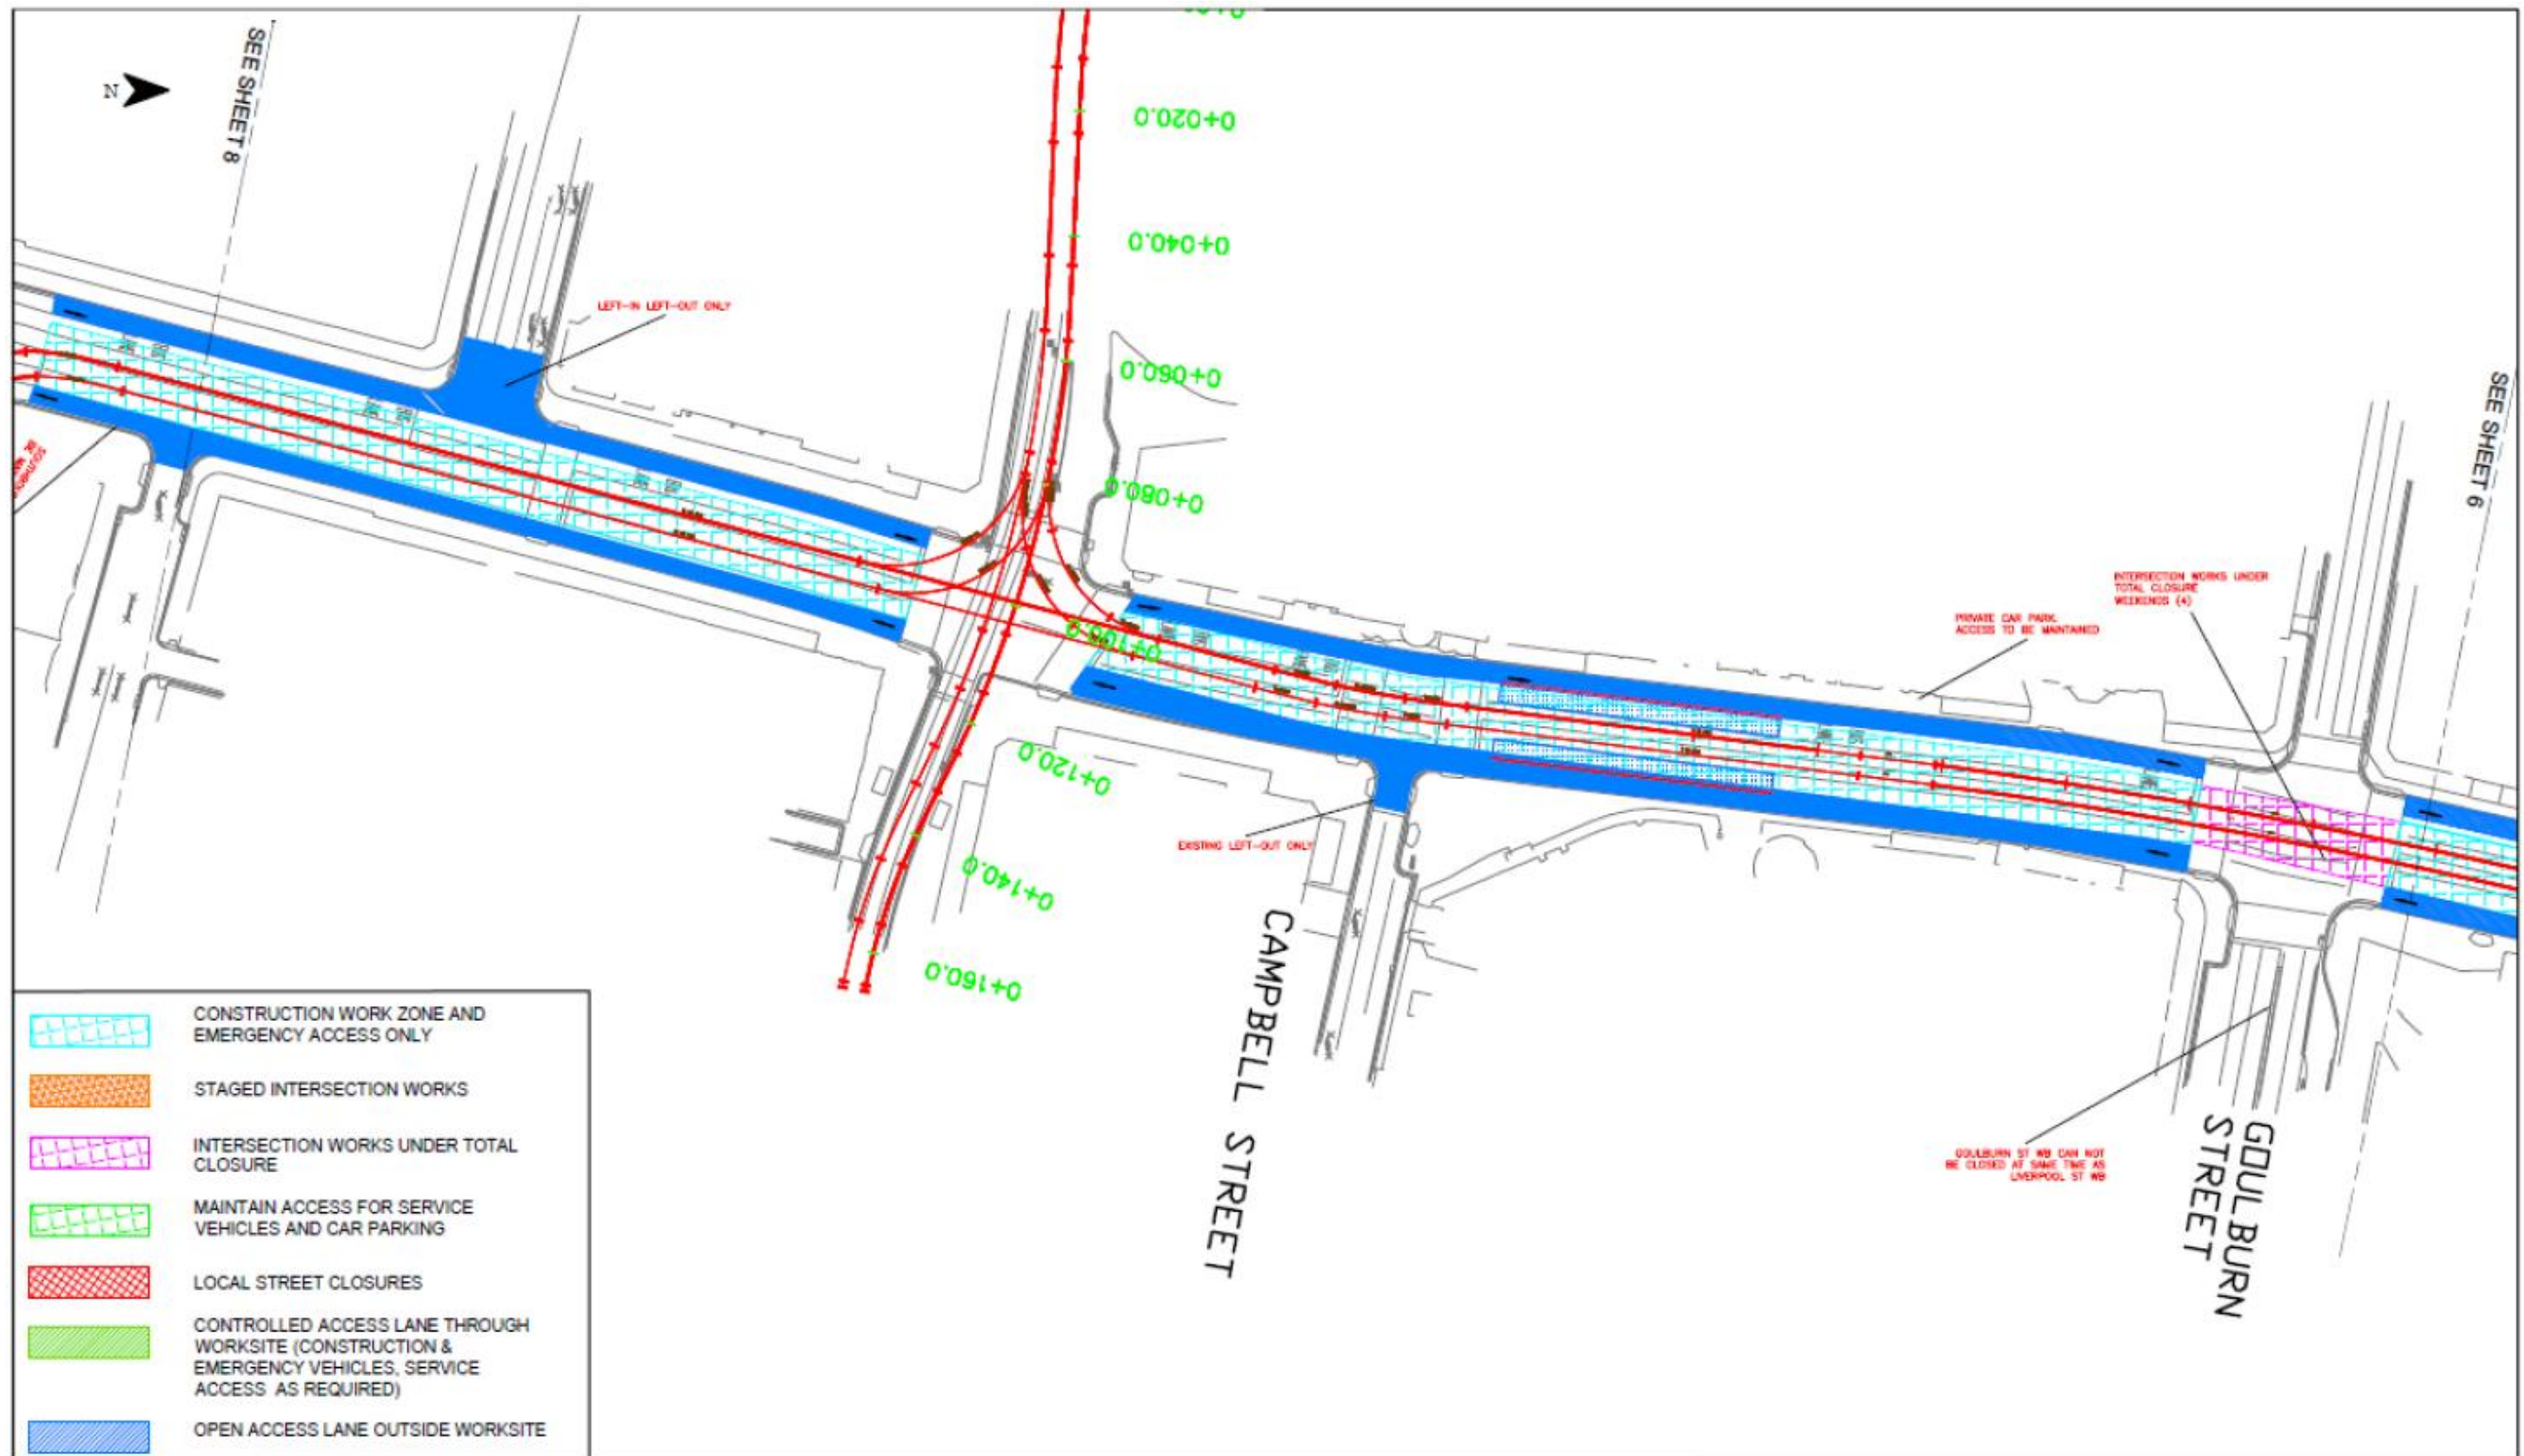 N
SEE SHEET 8
0+020.0
0+040.0
0+060.0
0+080.0
0+100.0
0+120.0
0+140.0
0+160.0
LEFT-IN LEFT-OUT ONLY
SEE SHEET 6
INTERSECTION WORKS UNDER
TOTAL CLOSURE
WEEKENDS (4)
PRIVATE CAR PARK.
ACCESS TO BE MAINTAINED
EXISTING LEFT-OUT ONLY
CAMPBELL STREET
GOULBURN ST WB CAN NOT
BE CLOSED AT SAME TIME AS
LIVERPOOL ST WB
GOULBURN
STREET
CONSTRUCTION WORK ZONE AND
EMERGENCY ACCESS ONLY
STAGED INTERSECTION WORKS
INTERSECTION WORKS UNDER TOTAL
CLOSURE
MAINTAIN ACCESS FOR SERVICE
VEHICLES AND CAR PARKING
LOCAL STREET CLOSURES
CONTROLLED ACCESS LANE THROUGH
WORKSITE (CONSTRUCTION &
EMERGENCY VEHICLES, SERVICE
ACCESS AS REQUIRED)
OPEN ACCESS LANE OUTSIDE WORKSITE